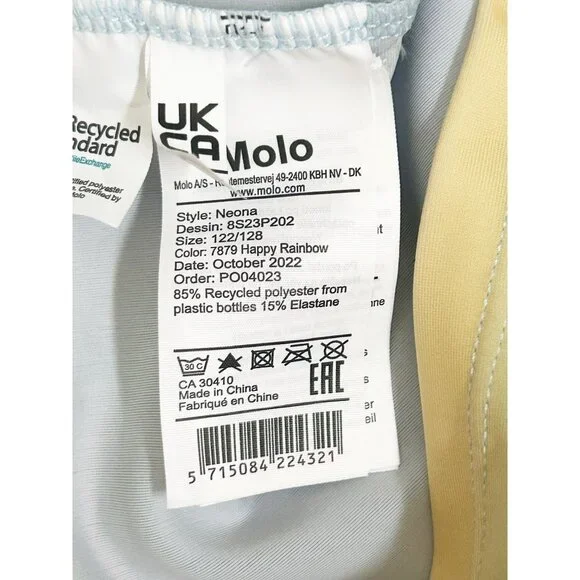 Recycled
ndard
UK
CA
Molo
Molo A/S - R temestervej 49-2400 KBH NV - DK
www.molo.com
Style: Neona
Dessin: 8S23P202
Size: 122/128
Color: 7879 Happy Rainbow
Date: October 2022
Order: PO04023
85% Recycled polyester from
plastic bottles 15% Elastane
30 C
CA 30410
Made in China
Fabriqué en Chine
EAC
5 715084 224321